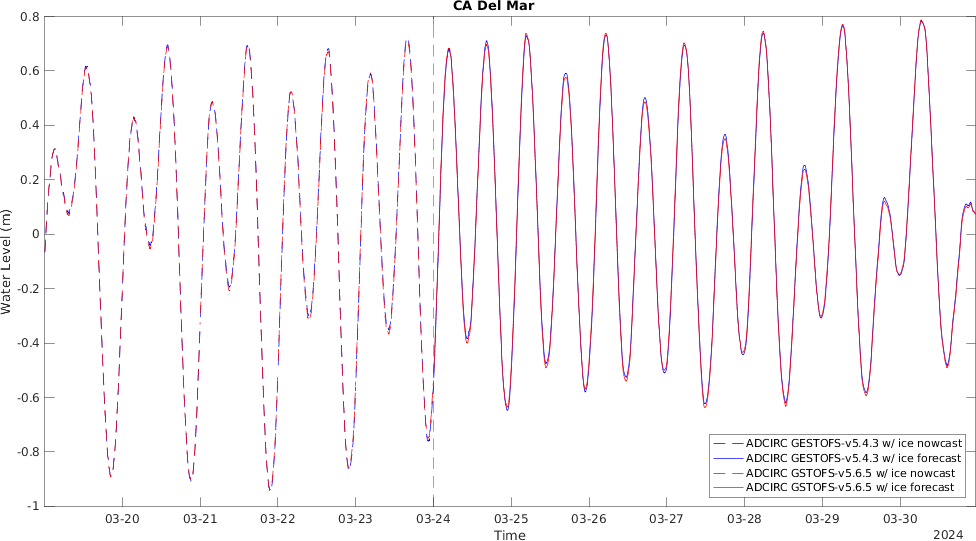 CA Del Mar
0.8
0.6
0.4
0.2
0
-0.2
-0.4
-0.6
-0.8
-1
Water Level (m)
03-20 03-21 03-22 03-23 03-24 03-25 03-26 03-27 03-28 03-29 03-30
Time
2024
ADCIRC GESTOFS-v5.4.3 w/ ice nowcast
ADCIRC GESTOFS-v5.4.3 w/ ice forecast
ADCIRC GSTOFS-v5.6.5 w/ ice nowcast
ADCIRC GSTOFS-v5.6.5 w/ ice forecast